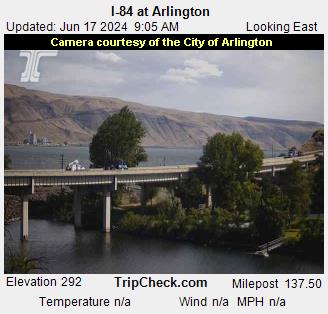 I-84 at Arlington
Updated: Jun 17 2024 9:05 AM Looking East
Camera courtesy of the City of Arlington
Elevation 292 TripCheck.com Milepost 137.50
Temperature n/a Wind n/a MPH n/a